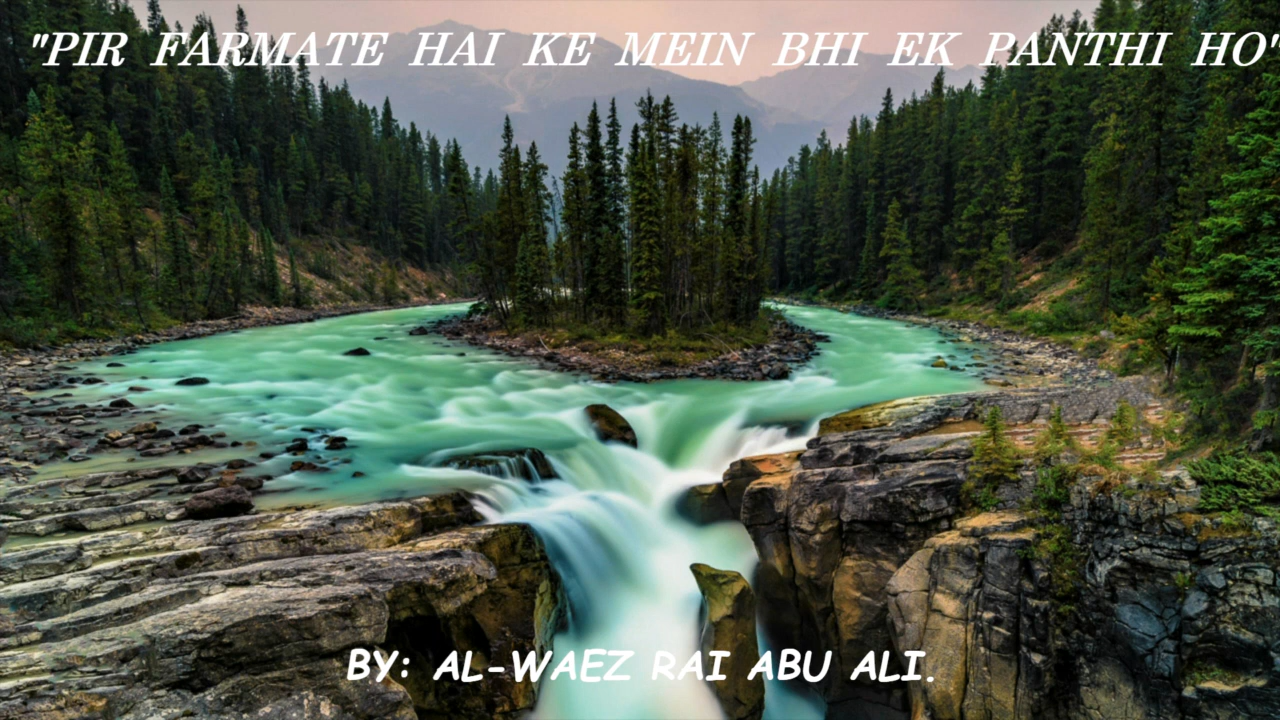 "PIR FARMATE HAI KE MEIN BHI EK PANTHI HO"
BY: AL-WAEZ RAI ABU ALI.